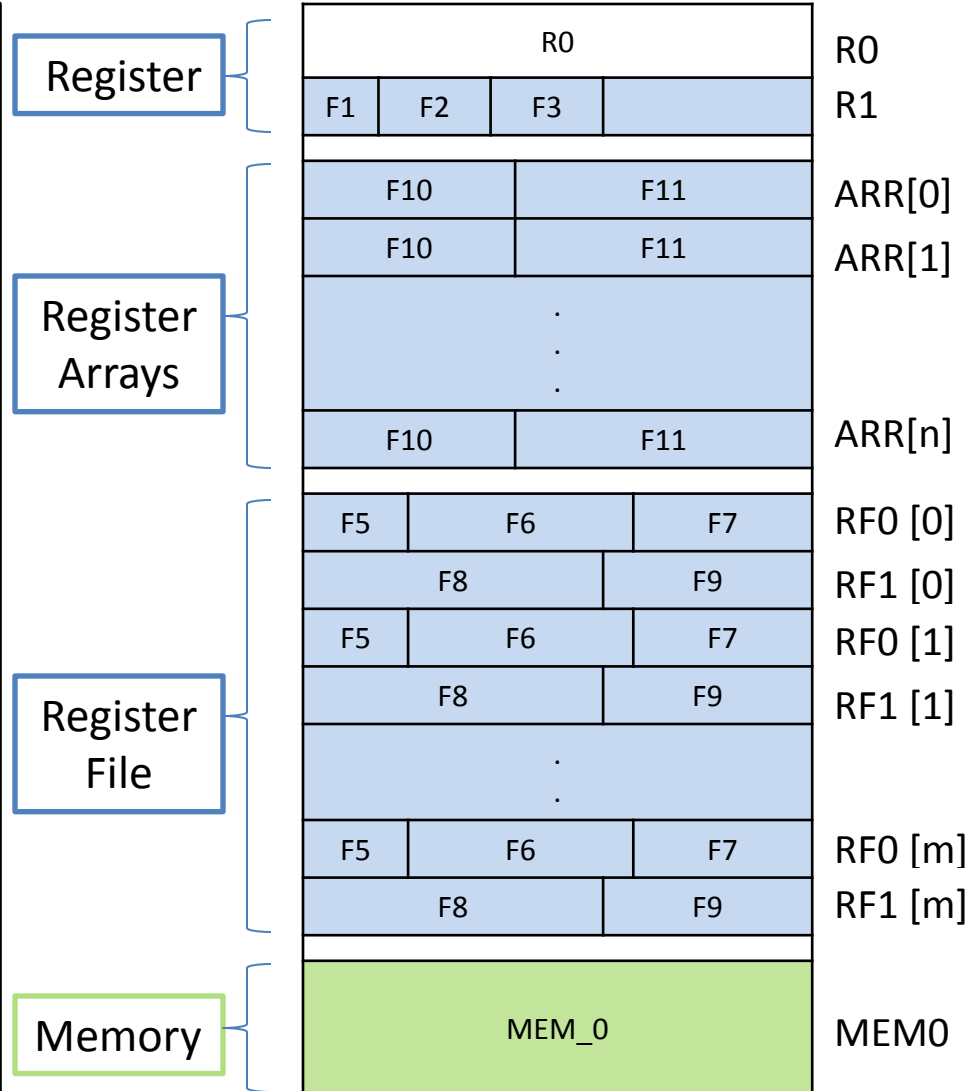 Register
R0
R0
F1 F2 F3
R1
Register
Arrays
F10 F11
ARR[0]
F10 F11
ARR[1]
.
.
.
F10 F11
ARR[n]
Register
File
F5 F6 F7
RF0 [0]
F8 F9
RF1 [0]
F5 F6 F7
RF0 [1]
F8 F9
RF1 [1]
.
.
F5 F6 F7
RF0 [m]
F8 F9
RF1 [m]
Memory
MEM_0
MEM0